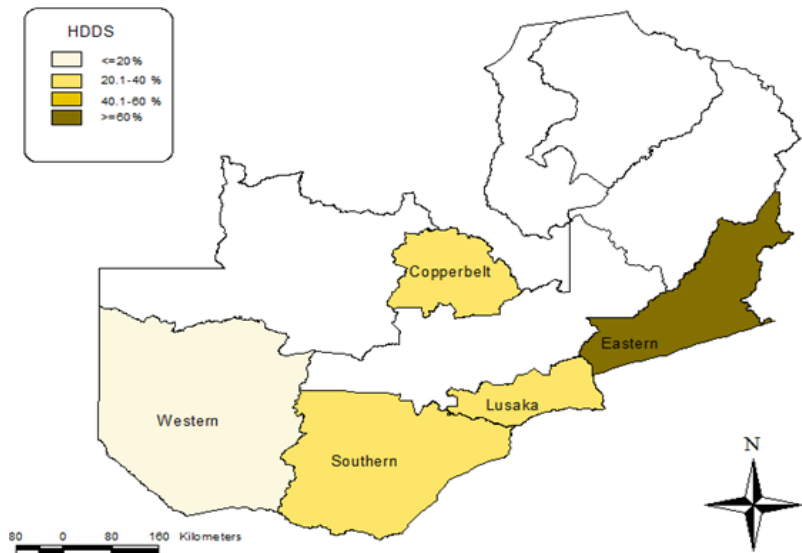 HDDS
<=20%
20.1-40 %
40.1-60 %
>=60%
Copperbelt
Eastern
Lusaka
Western
Southern
N
80 0 80 160 Kilometers